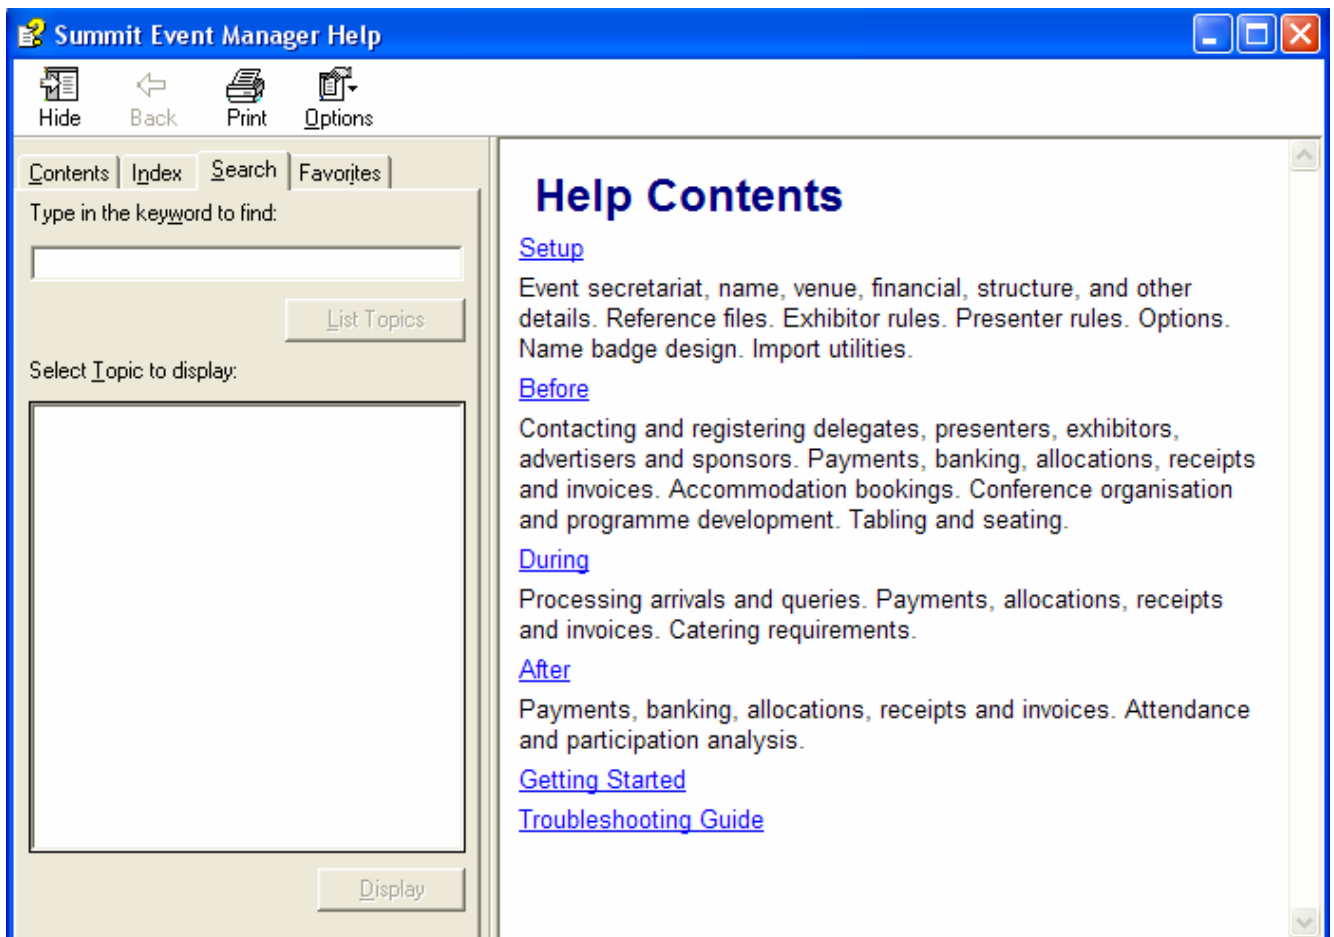 Summit Event Manager Help
Hide Back Print Options
Contents Index Search Favorites
Type in the keyword to find:
List Topics
Select Topic to display:
Display
Help Contents
Setup
Event secretariat, name, venue, financial, structure, and other
details. Reference files. Exhibitor rules. Presenter rules. Options.
Name badge design. Import utilities.
Before
Contacting and registering delegates, presenters, exhibitors,
advertisers and sponsors. Payments, banking, allocations, receipts
and invoices. Accommodation bookings. Conference organisation
and programme development. Tabling and seating.
During
Processing arrivals and queries. Payments, allocations, receipts
and invoices. Catering requirements.
After
Payments, banking, allocations, receipts and invoices. Attendance
and participation analysis.
Getting Started
Troubleshooting Guide